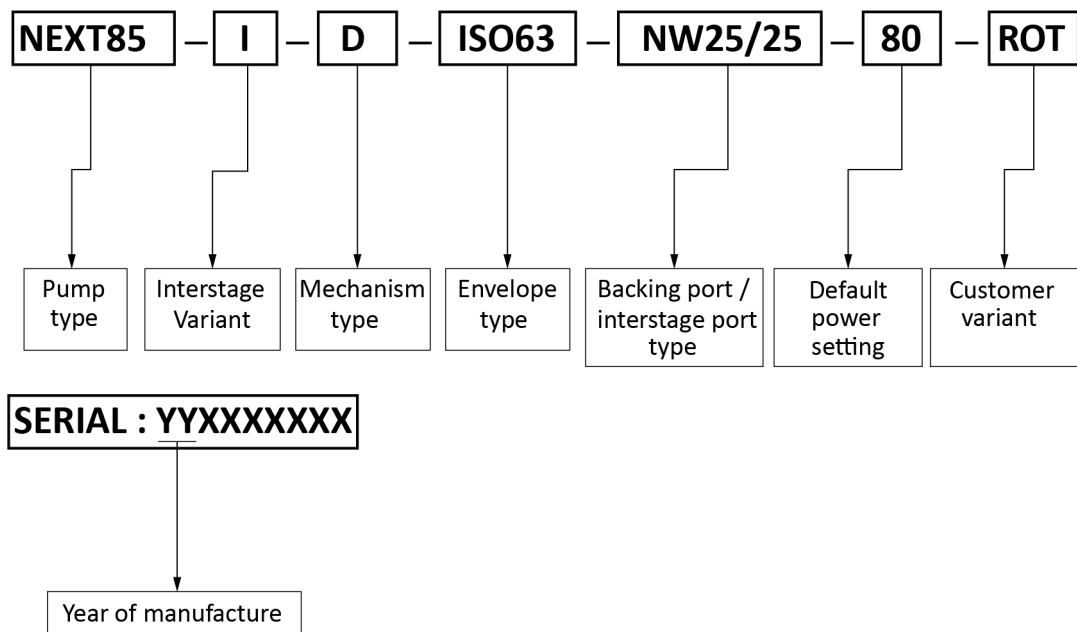 NEXT85 – I – D – ISO63 – NW25/25 – 80 – ROT
Pump
type
Interstage
Variant
Mechanism
type
Envelope
type
Backing port /
interstage port
type
Default
power
setting
Customer
variant
SERIAL : YYXXXXXXX
Year of manufacture